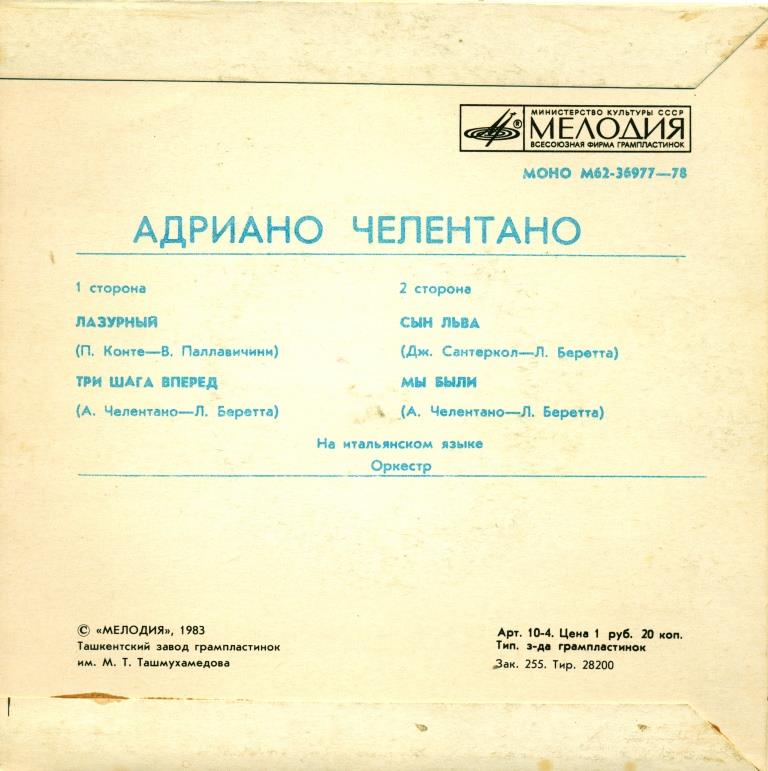 МИНИСТЕРСТВО КУЛЬТУРЫ СССР
® МЕЛОДИЯ
ВСЕСОЮЗНАЯ ФИРМА ГРАМПЛАСТИНОК
МОНО М62-36977—78
АДРИАНО ЧЕЛЕНТАНО
1 сторона
ЛАЗУРНЫЙ
(П. Конте—В. Паллавичини)
ТРИ ШАГА ВПЕРЕД
(А. Челентано—Л. Беретта)
2 сторона
СЫН ЛЬВА
(Дж. Сантеркол—Л. Беретта)
МЫ БЫЛИ
(А. Челентано—Л. Беретта)
На итальянском языке
Оркестр
© «МЕЛОДИЯ», 1983
Ташкентский завод грампластинок
им. М. Т. Ташмухамедова
Арт. 10-4. Цена 1 руб. 20 коп.
Тип. з-да грампластинок
Зак. 255. Тир. 28200